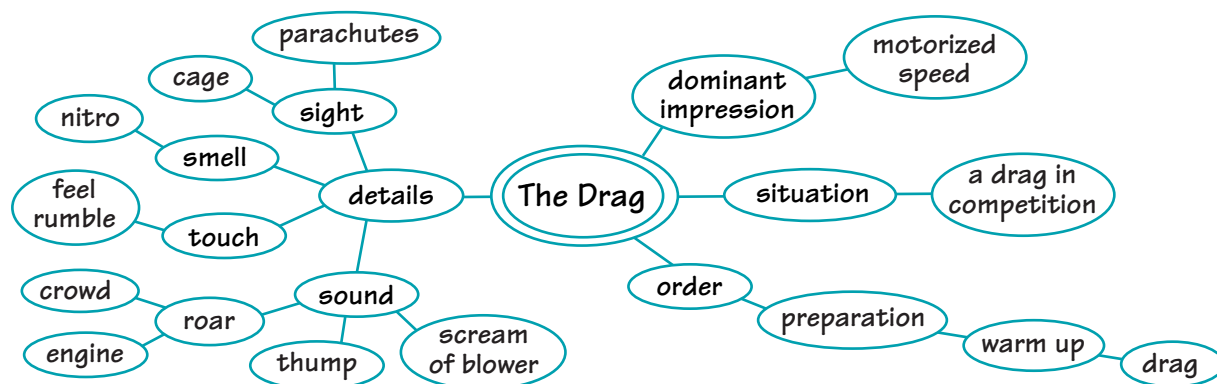 parachutes
cage
sight
nitro
smell
feel
rumble
touch
details
crowd
roar
engine
sound
thump
scream
of blower
The Drag
dominant
impression
motorized
speed
situation
a drag in
competition
order
preparation
warm up
drag